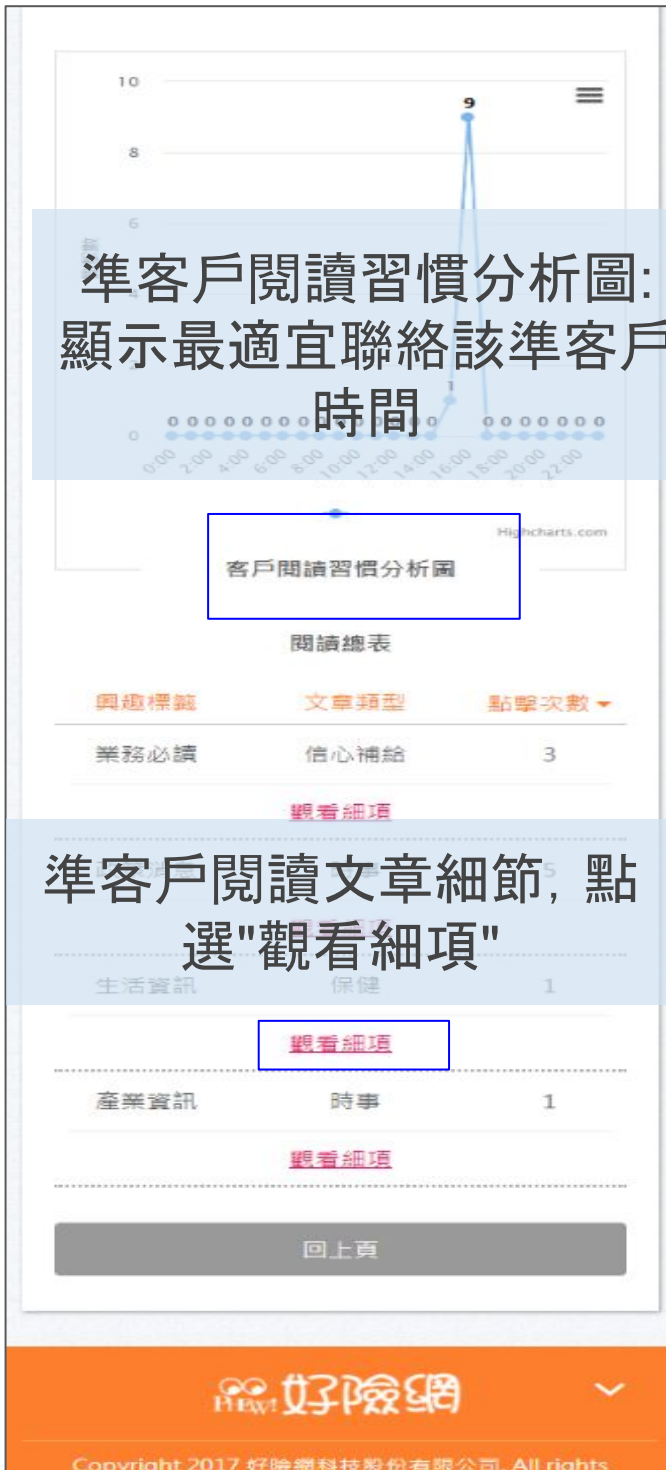 10
9
8
6
準客戶閱讀習慣分析圖:
顯示最適宜聯絡該準客戶
時間
1
0 0 0 0 0 0 0 0 0 0 0 0 0 0 0 0 0 0 0 0 0 0
0
0:00 2:00 4:00 6:00 8:00 10:00 12:00 14:00 16:00 18:00 20:00 22:00
Highcharts.com
客戶閱讀習慣分析圖
閱讀總表
興趣標籤 文章類型 點擊次數
業務必讀 信心補給 3
觀看細項
5
準客戶閱讀文章細節, 點
選"觀看細項"
生活資訊 保健 1
觀看細項
產業資訊 時事 1
觀看細項
回上頁
PHEW! 好險網
Copyright 2017 好險網科技股份有限公司. All rights